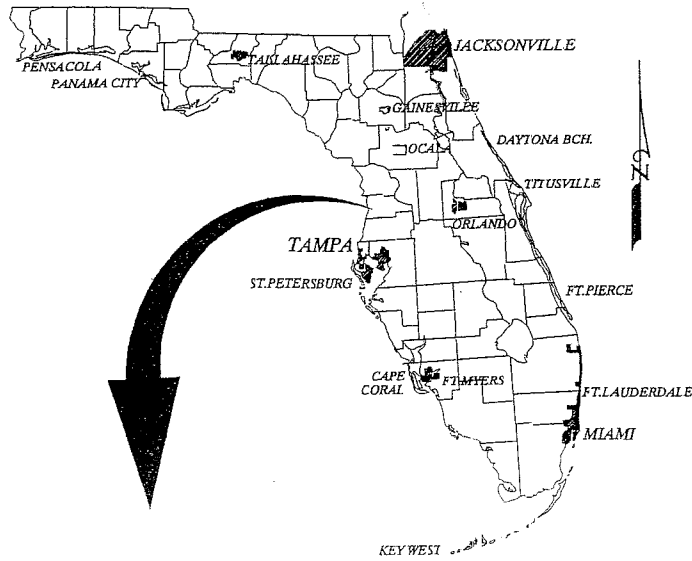 JACKSONVILLE
PENSACOLA
TALLAHASSEE
PANAMA CITY
GAINESVILLE
DAYTONA BCH.
OCALA
TITUSVILLE
ORLANDO
TAMPA
ST.PETERSBURG
FT.PIERCE
CAPE
CORAL
FT.MYERS
FT.LAUDERDALE
MIAMI
KEY WEST
N